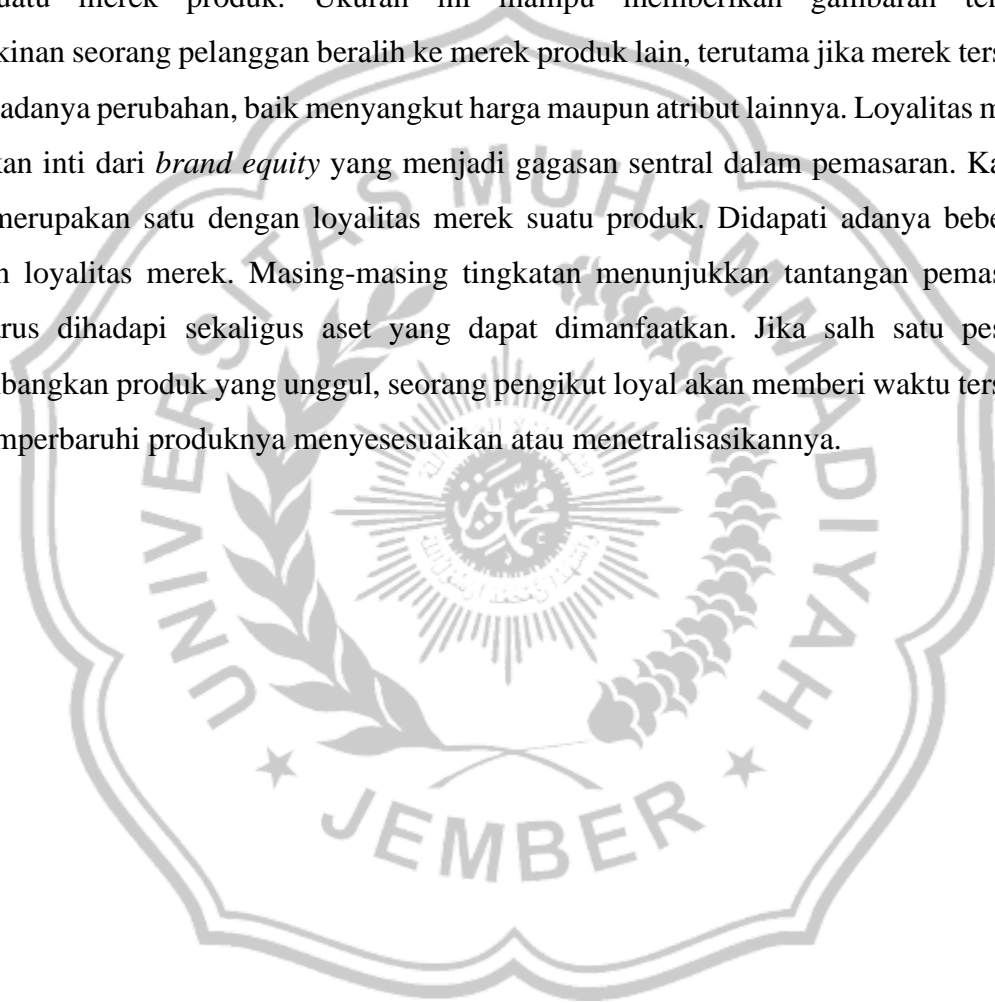 suatu merek produk. Ukuran ini mampu memberikan gambaran ten
kinan seorang pelanggan beralih ke merek produk lain, terutama jika merek ters
adanya perubahan, baik menyangkut harga maupun atribut lainnya. Loyalitas m
kan inti dari brand equity yang menjadi gagasan sentral dalam pemasaran. Ka
merupakan satu dengan loyalitas merek suatu produk. Didapati adanya bebe
n loyalitas merek. Masing-masing tingkatan menunjukkan tantangan pemas
arus dihadapi sekaligus aset yang dapat dimanfaatkan. Jika salh satu pes
nbangkan produk yang unggul, seorang pengikut loyal akan memberi waktu ters
mperbaruhi produknya menyesesuaikan atau menetralisasikannya.
UNIVERSITAS MUHAMMADIYAH
JEMBER